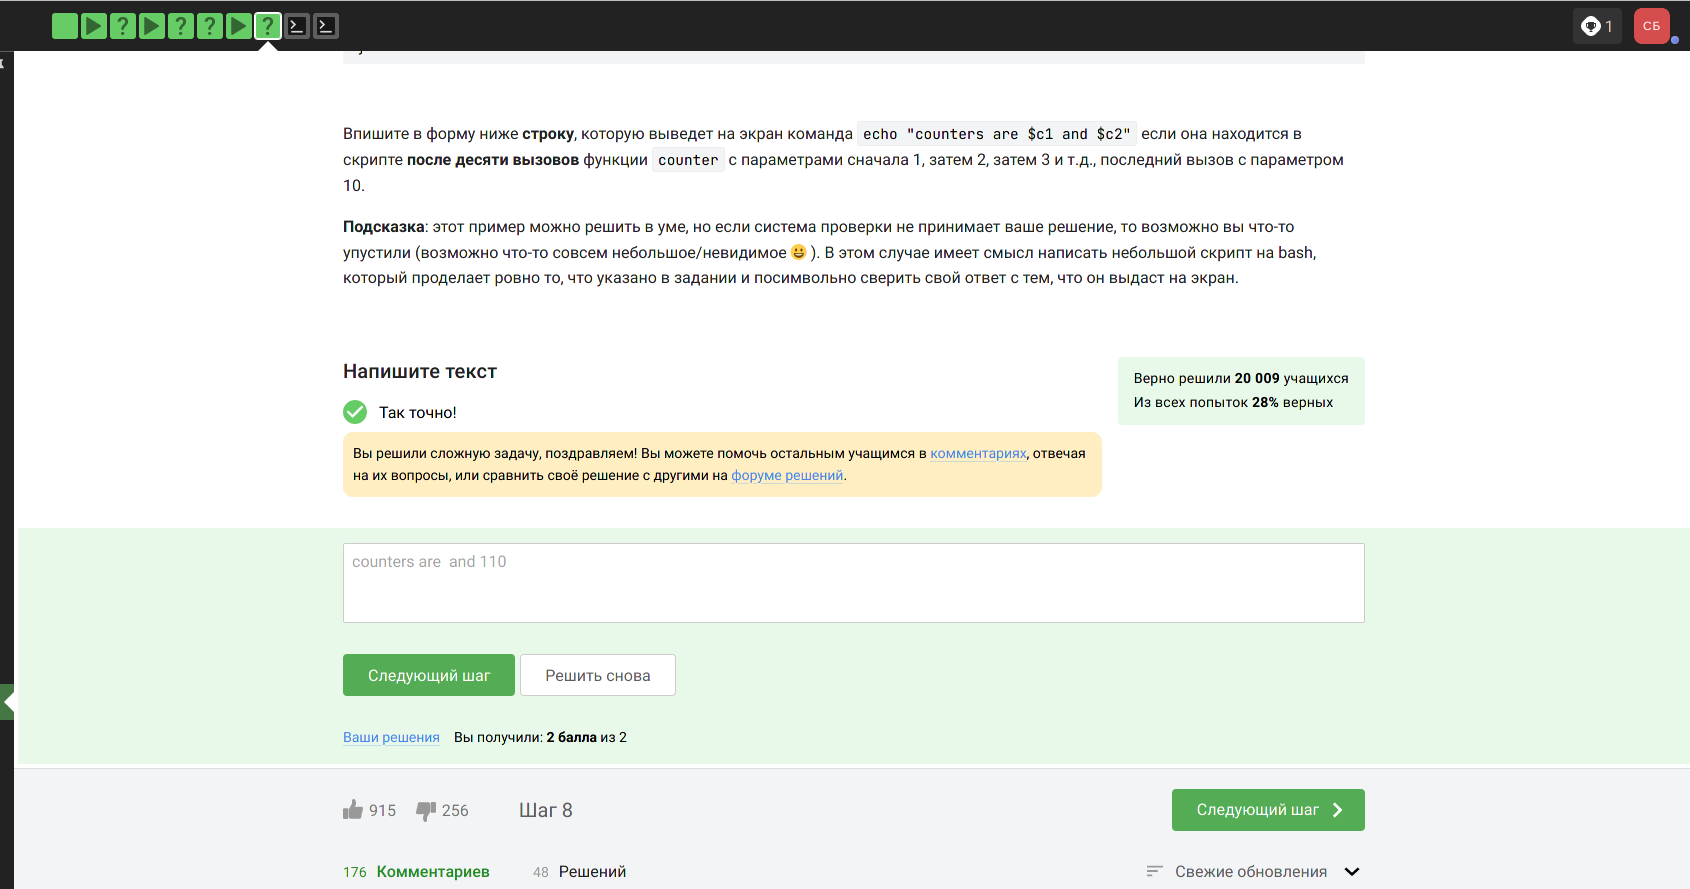 1
СБ
Впишите в форму ниже строку, которую выведет на экран команда echo "counters are $c1 and $c2" если она находится в
скрипте после десяти вызовов функции counter с параметрами сначала 1, затем 2, затем 3 и т.д., последний вызов с параметром
10.
Подсказка: этот пример можно решить в уме, но если система проверки не принимает ваше решение, то возможно вы что-то
упустили (возможно что-то совсем небольшое/невидимое 😀 ). В этом случае имеет смысл написать небольшой скрипт на bash,
который проделает ровно то, что указано в задании и посимвольно сверить свой ответ с тем, что он выдаст на экран.
Напишите текст
Верно решили 20 009 учащихся
Из всех попыток 28% верных
Так точно!
Вы решили сложную задачу, поздравляем! Вы можете помочь остальным учащимся в комментариях, отвечая
на их вопросы, или сравнить своё решение с другими на форуме решений.
counters are  and 110
Следующий шаг Решить снова
Ваши решения Вы получили: 2 балла из 2
915 256 Шаг 8 Следующий шаг
176 Комментариев 48 Решений Свежие обновления